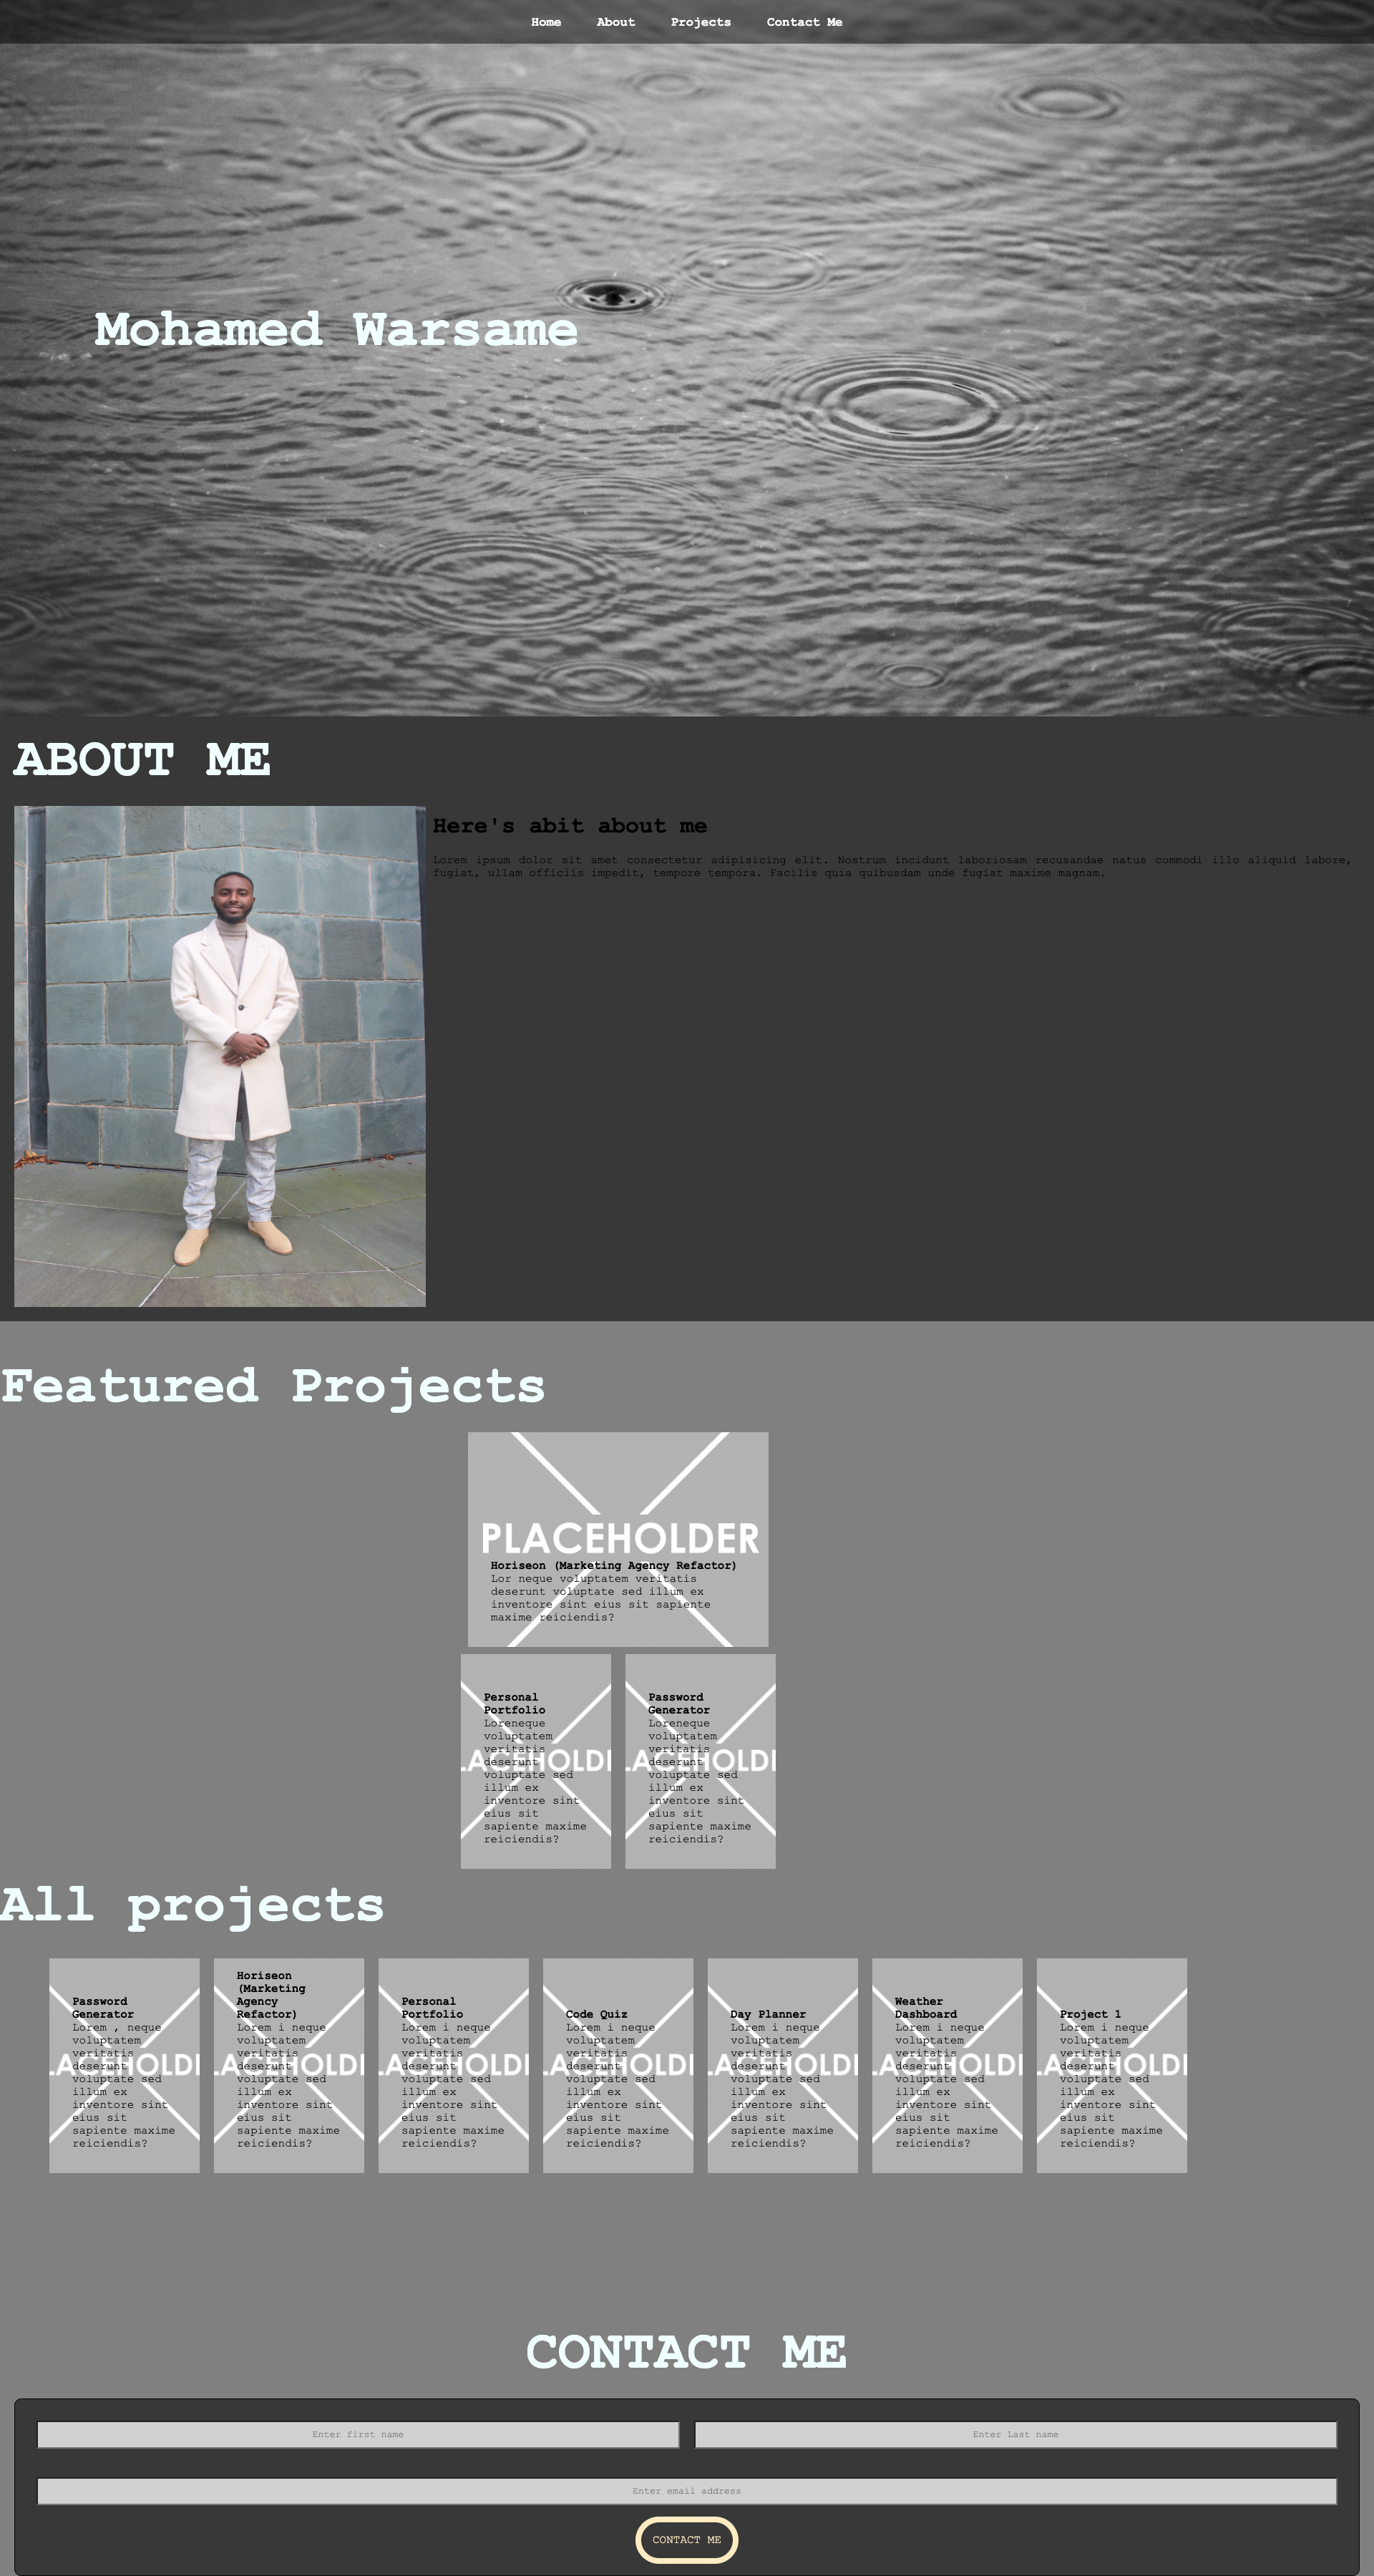 Home About Projects Contact Me
Mohamed Warsame
ABOUT ME
Here's abit about me
Lorem ipsum dolor sit amet consectetur adipisicing elit. Nostrum incidunt laboriosam recusandae natus commodi illo aliquid labore,
fugiat, ullam officiis impedit, tempore tempora. Facilis quia quibusdam unde fugiat maxime magnam.
Featured Projects
PLACEHOLDER
Horiseon (Marketing Agency Refactor)
Lor neque voluptatem veritatis
deserunt voluptate sed illum ex
inventore sint eius sit sapiente
maxime reiciendis?
Personal
Portfolio
Loreneque
voluptatem
veritatis
deserunt
voluptate sed
illum ex
inventore sint
eius sit
sapiente maxime
reiciendis?
LACEHOLDE
Password
Generator
Loreneque
voluptatem
veritatis
deserunt
voluptate sed
illum ex
inventore sint
eius sit
sapiente maxime
reiciendis?
LACEHOLDE
All projects
Password
Generator
Lorem , neque
voluptatem
veritatis
deserunt
voluptate sed
illum ex
inventore sint
eius sit
sapiente maxime
reiciendis?
LACEHOLDE
Horiseon
(Marketing
Agency
Refactor)
Lorem i neque
voluptatem
veritatis
deserunt
voluptate sed
illum ex
inventore sint
eius sit
sapiente maxime
reiciendis?
LACEHOLDE
Personal
Portfolio
Lorem i neque
voluptatem
veritatis
deserunt
voluptate sed
illum ex
inventore sint
eius sit
sapiente maxime
reiciendis?
LACEHOLDE
Code Quiz
Lorem i neque
voluptatem
veritatis
deserunt
voluptate sed
illum ex
inventore sint
eius sit
sapiente maxime
reiciendis?
LACEHOLDE
Day Planner
Lorem i neque
voluptatem
veritatis
deserunt
voluptate sed
illum ex
inventore sint
eius sit
sapiente maxime
reiciendis?
LACEHOLDE
Weather
Dashboard
Lorem i neque
voluptatem
veritatis
deserunt
voluptate sed
illum ex
inventore sint
eius sit
sapiente maxime
reiciendis?
LACEHOLDE
Project 1
Lorem i neque
voluptatem
veritatis
deserunt
voluptate sed
illum ex
inventore sint
eius sit
sapiente maxime
reiciendis?
LACEHOLDE
CONTACT ME
Enter first name Enter Last name
Enter email address
CONTACT ME